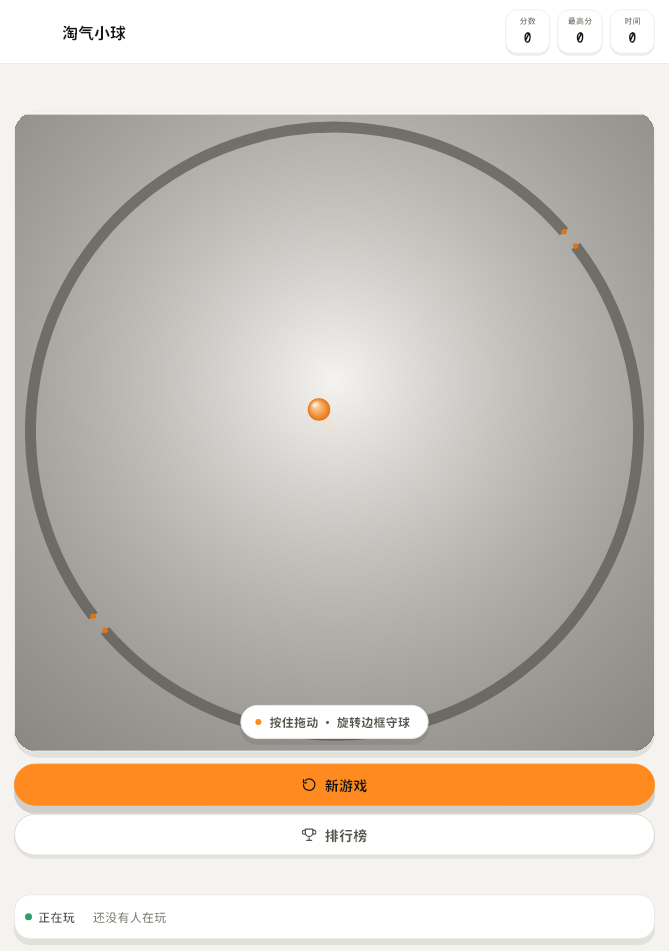 淘气小球
分数
0
最高分
0
时间
0
按住拖动 · 旋转边框守球
新游戏
排行榜
正在玩 还没有人在玩